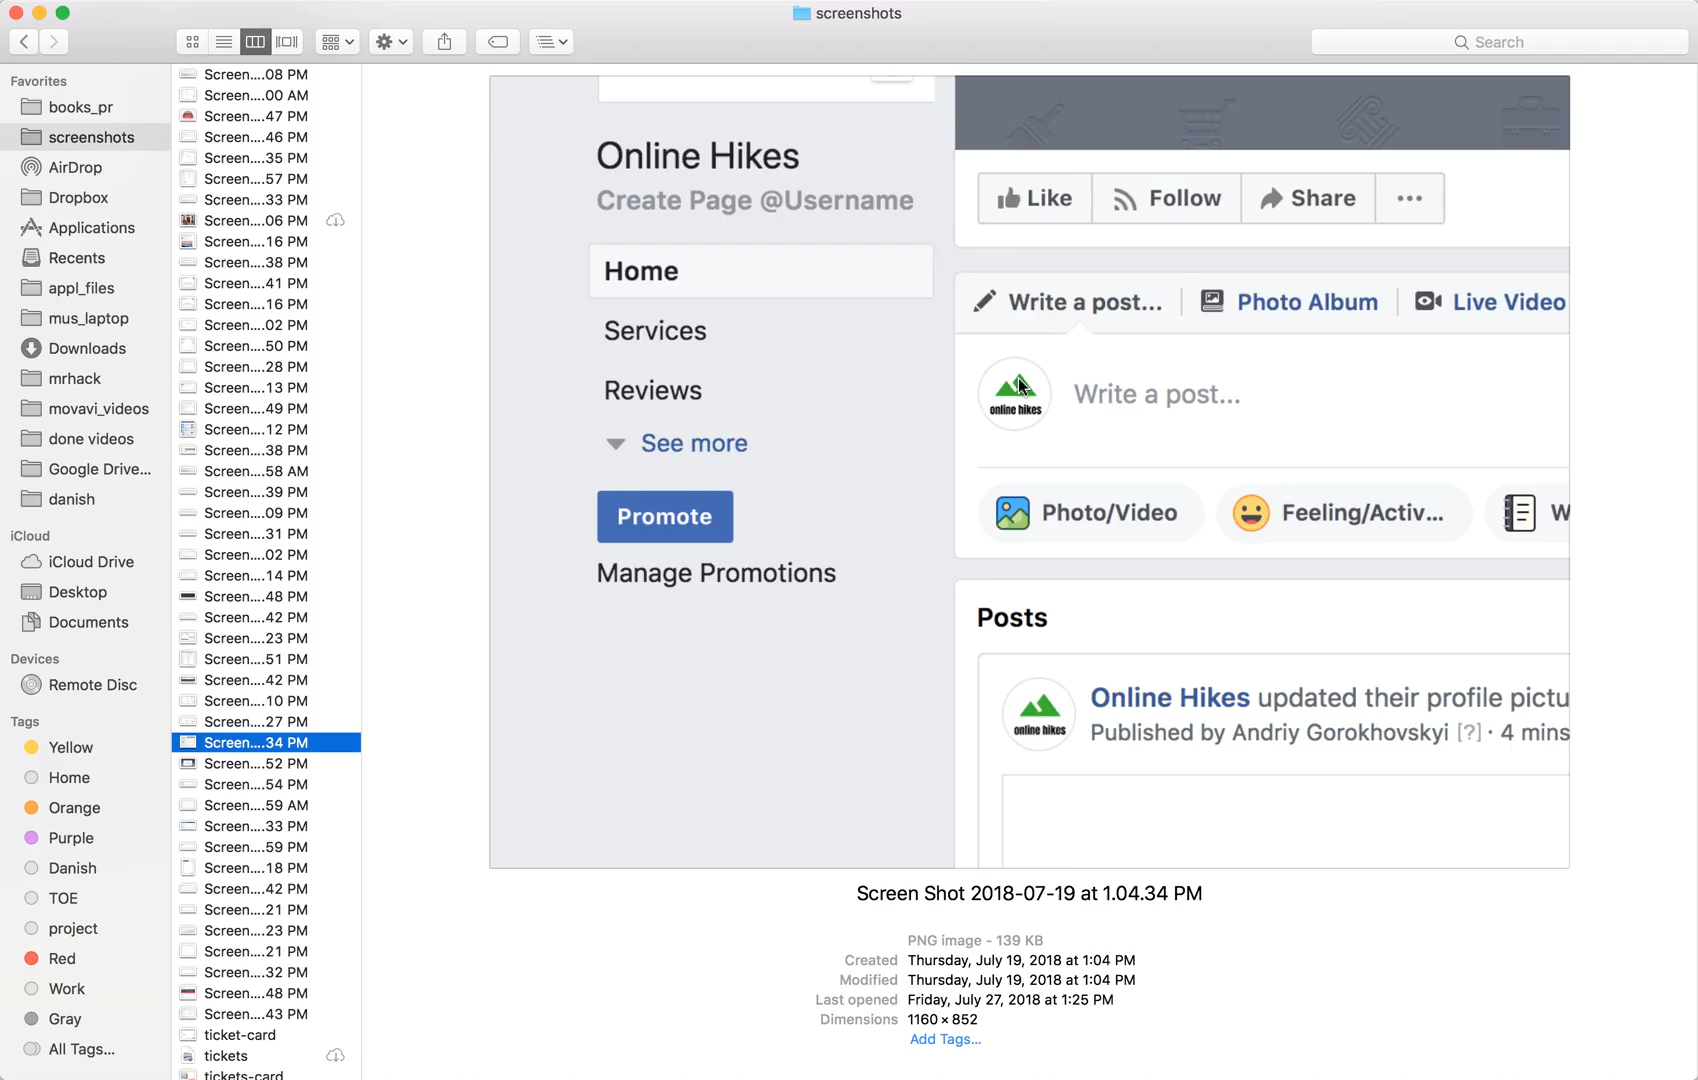 screenshots
Search
Favorites
books_pr
screenshots
AirDrop
Dropbox
Applications
Recents
appl_files
mus_laptop
Downloads
mrhack
movavi_videos
done videos
Google Drive...
danish
iCloud
iCloud Drive
Desktop
Documents
Devices
Remote Disc
Tags
Yellow
Home
Orange
Purple
Danish
TOE
project
Red
Work
Gray
All Tags...
Screen....08 PM
Screen....00 AM
Screen....47 PM
Screen....46 PM
Screen....35 PM
Screen....57 PM
Screen....33 PM
Screen....06 PM
Screen....16 PM
Screen....38 PM
Screen....41 PM
Screen....16 PM
Screen....02 PM
Screen....50 PM
Screen....28 PM
Screen....13 PM
Screen....49 PM
Screen....12 PM
Screen....38 PM
Screen....58 AM
Screen....39 PM
Screen....09 PM
Screen....31 PM
Screen....02 PM
Screen....14 PM
Screen....48 PM
Screen....42 PM
Screen....23 PM
Screen....51 PM
Screen....42 PM
Screen....10 PM
Screen....27 PM
Screen....34 PM
Screen....52 PM
Screen....54 PM
Screen....59 AM
Screen....33 PM
Screen....59 PM
Screen....18 PM
Screen....42 PM
Screen....21 PM
Screen....23 PM
Screen....21 PM
Screen....32 PM
Screen....48 PM
Screen....43 PM
ticket-card
tickets
tickets-card
Online Hikes
Create Page @Username
Home
Services
Reviews
See more
Promote
Manage Promotions
Like
Follow
Share
Write a post...
Photo Album
Live Video
online hikes
Write a post...
Photo/Video
Feeling/Activ...
W
Posts
online hikes
Online Hikes updated their profile pictu
Published by Andriy Gorokhovskyi [?] · 4 mins
Screen Shot 2018-07-19 at 1.04.34 PM
PNG image - 139 KB
Created Thursday, July 19, 2018 at 1:04 PM
Modified Thursday, July 19, 2018 at 1:04 PM
Last opened Friday, July 27, 2018 at 1:25 PM
Dimensions 1160 × 852
Add Tags...